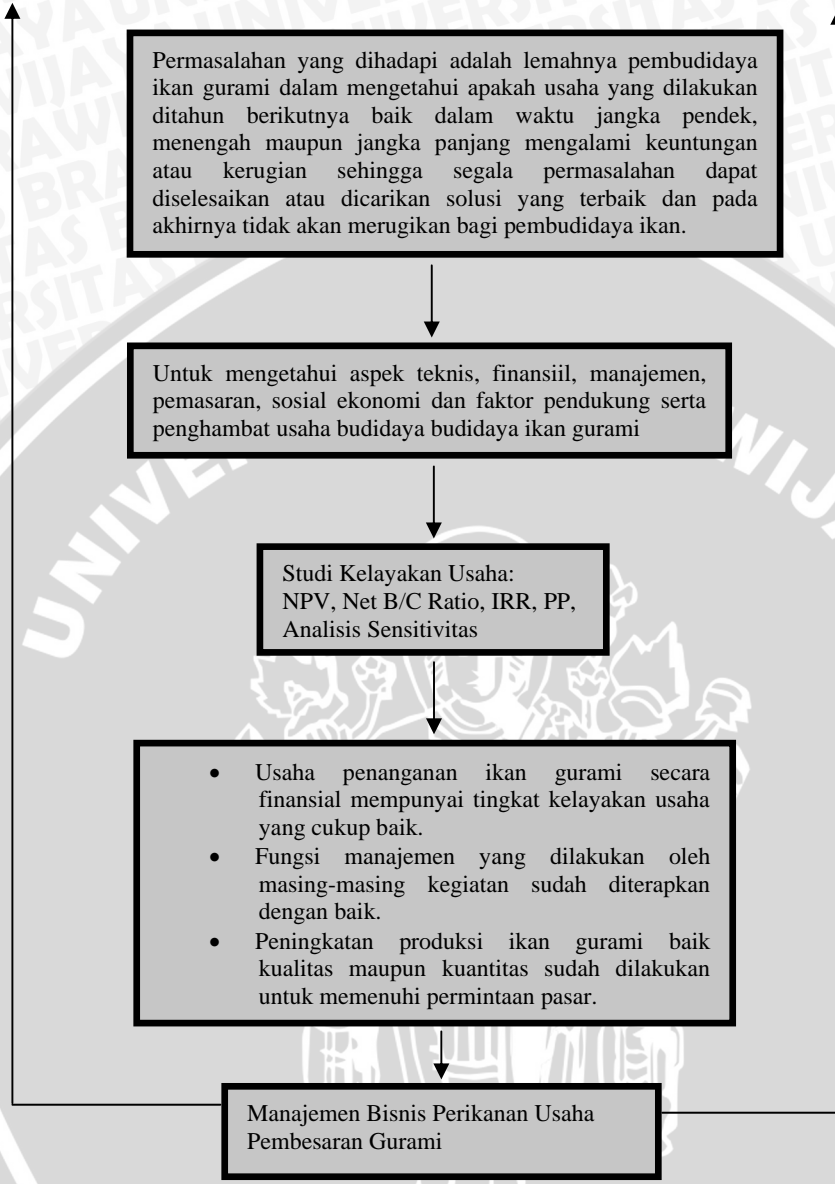 Permasalahan yang dihadapi adalah lemahnya pembudidaya
ikan gurami dalam mengetahui apakah usaha yang dilakukan
ditahun berikutnya baik dalam waktu jangka pendek,
menengah maupun jangka panjang mengalami keuntungan
atau kerugian sehingga segala permasalahan dapat
diselesaikan atau dicarikan solusi yang terbaik dan pada
akhirnya tidak akan merugikan bagi pembudidaya ikan.
Untuk mengetahui aspek teknis, finansiil, manajemen,
pemasaran, sosial ekonomi dan faktor pendukung serta
penghambat usaha budidaya budidaya ikan gurami
Studi Kelayakan Usaha:
NPV, Net B/C Ratio, IRR, PP,
Analisis Sensitivitas
• Usaha penanganan ikan gurami secara
finansial mempunyai tingkat kelayakan usaha
yang cukup baik.
• Fungsi manajemen yang dilakukan oleh
masing-masing kegiatan sudah diterapkan
dengan baik.
• Peningkatan produksi ikan gurami baik
kualitas maupun kuantitas sudah dilakukan
untuk memenuhi permintaan pasar.
Manajemen Bisnis Perikanan Usaha
Pembesaran Gurami